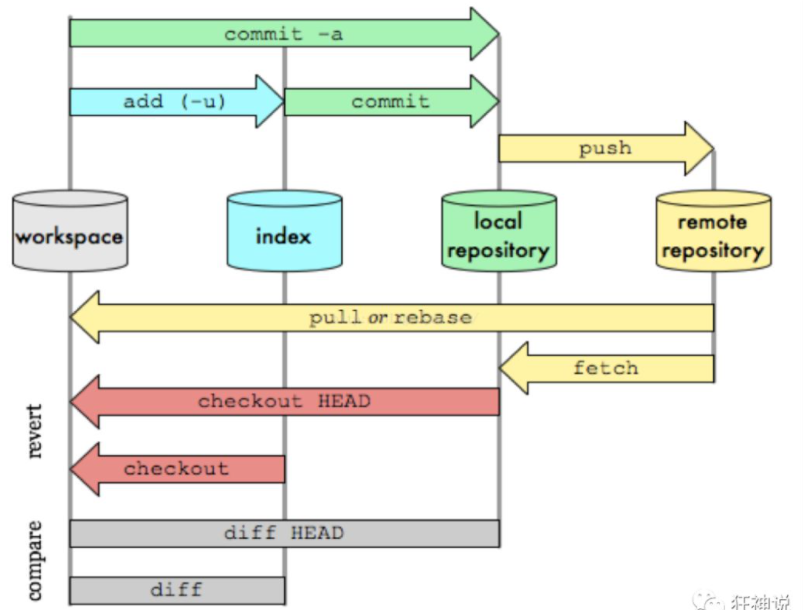 commit -a
add (-u)
commit
push
workspace
index
local
repository
remote
repository
pull or rebase
fetch
revert
checkout HEAD
checkout
compare
diff HEAD
diff
狂神说